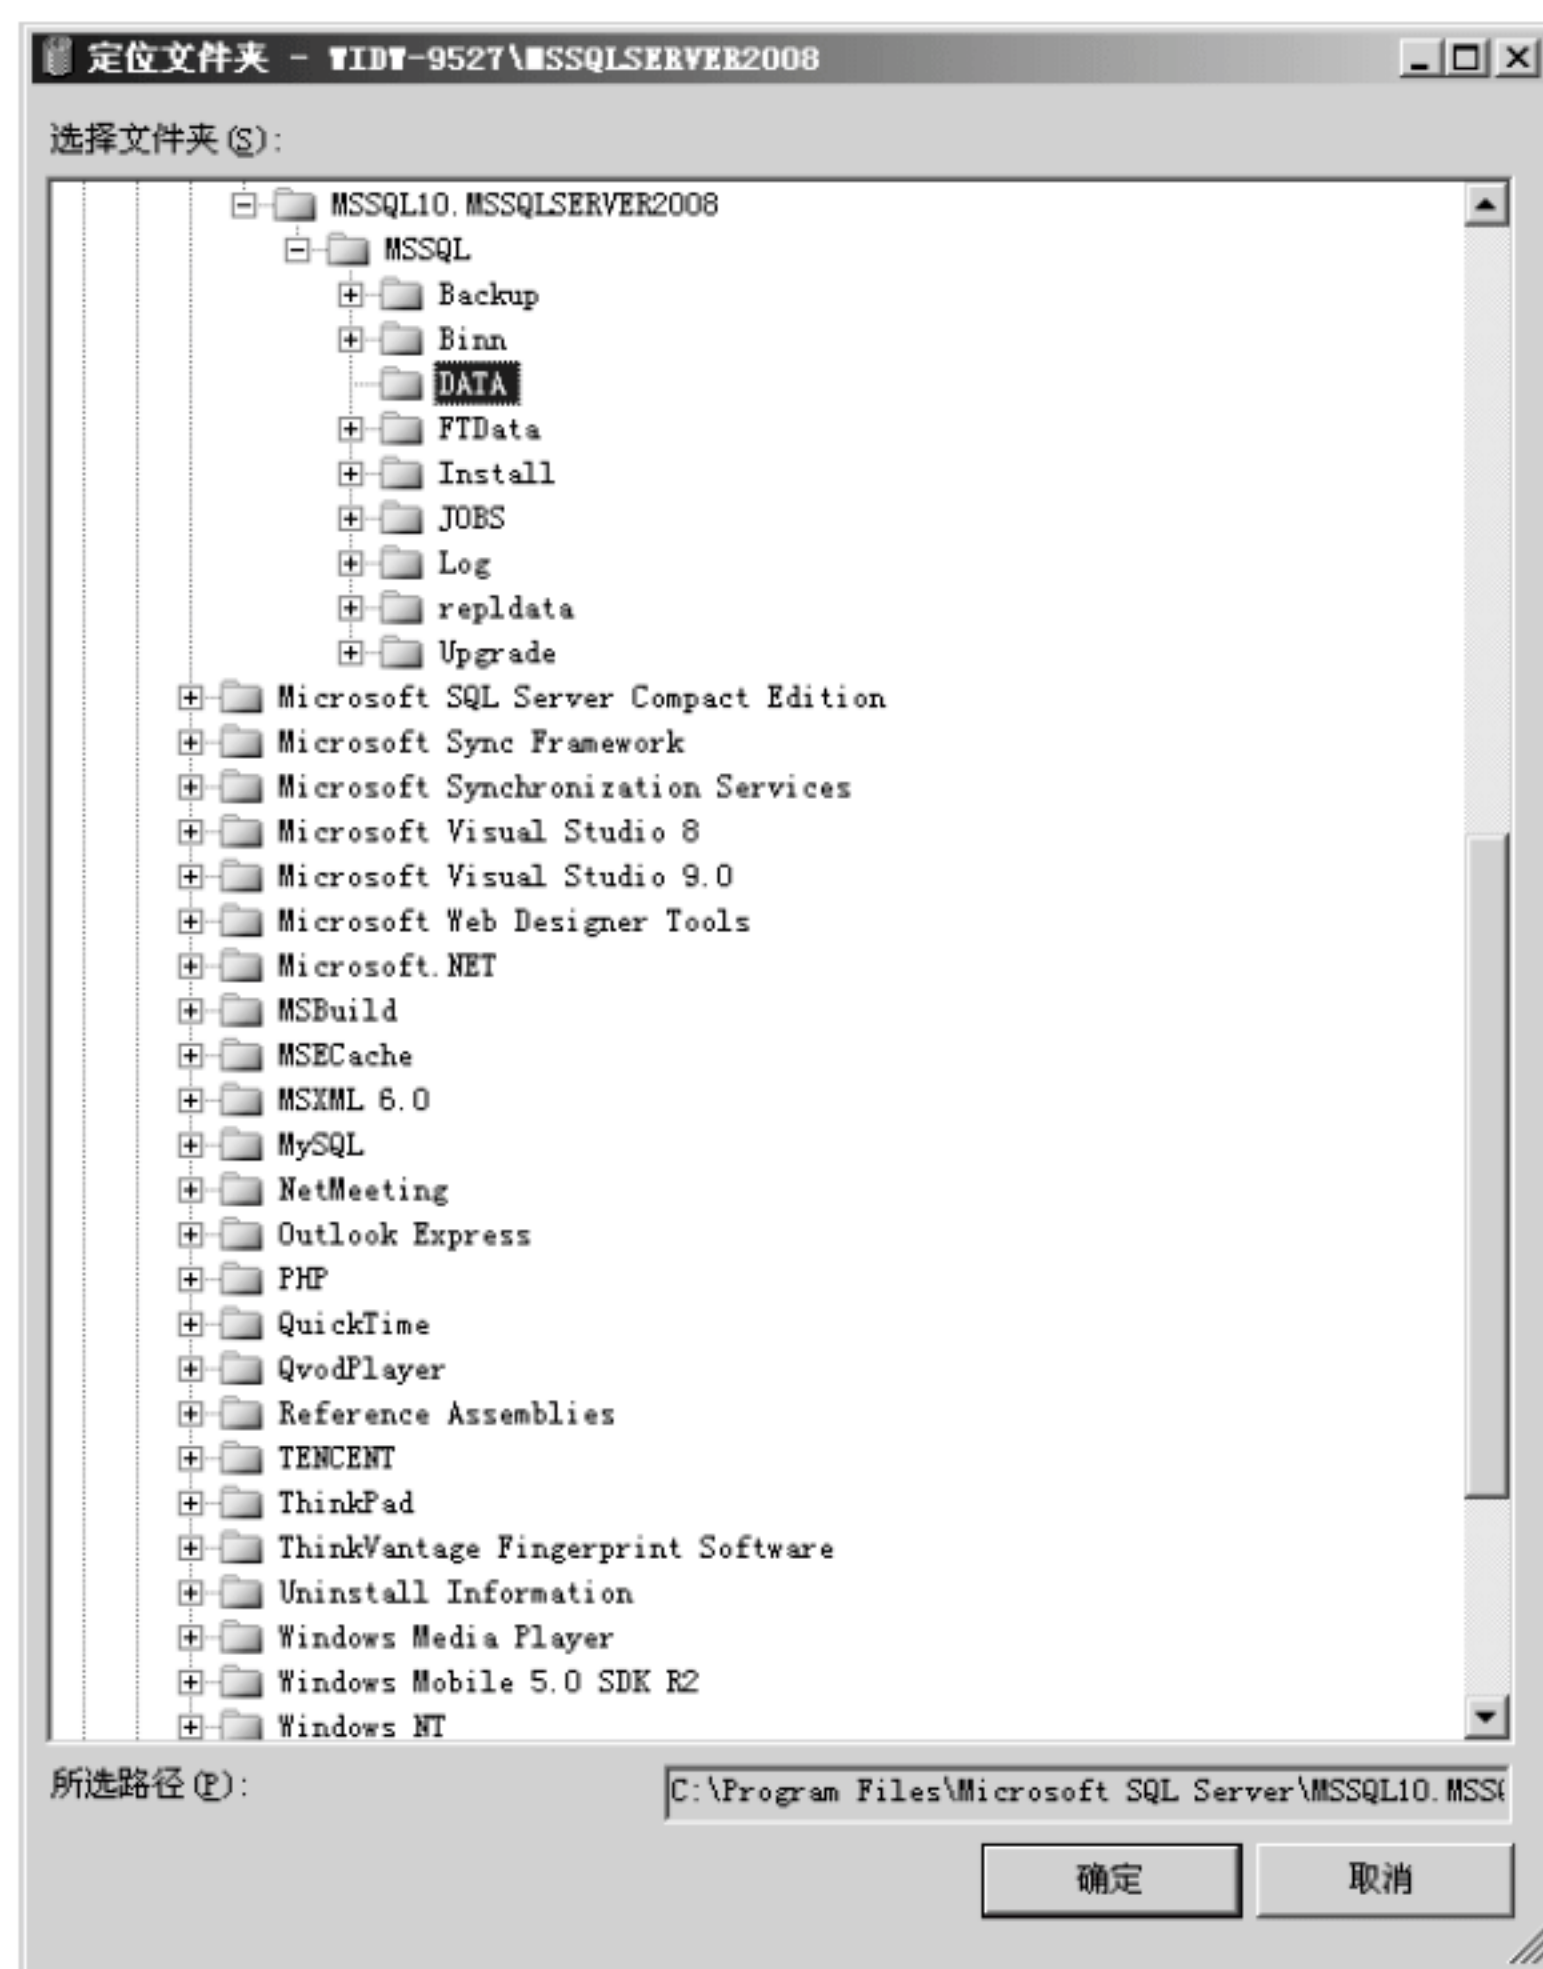 定位文件夹 - TIDT-9527\MSSQLSERVER2008
选择文件夹(S):
MSSQL10.MSSQLSERVER2008
MSSQL
Backup
Binn
DATA
FTData
Install
JOBS
Log
repldata
Upgrade
Microsoft SQL Server Compact Edition
Microsoft Sync Framework
Microsoft Synchronization Services
Microsoft Visual Studio 8
Microsoft Visual Studio 9.0
Microsoft Web Designer Tools
Microsoft.NET
MSBuild
MSECache
MSXML 6.0
MySQL
NetMeeting
Outlook Express
PHP
QuickTime
QvodPlayer
Reference Assemblies
TENCENT
ThinkPad
ThinkVantage Fingerprint Software
Uninstall Information
Windows Media Player
Windows Mobile 5.0 SDK R2
Windows NT
所选路径(P):
C:\Program Files\Microsoft SQL Server\MSSQL10.MSS
确定
取消